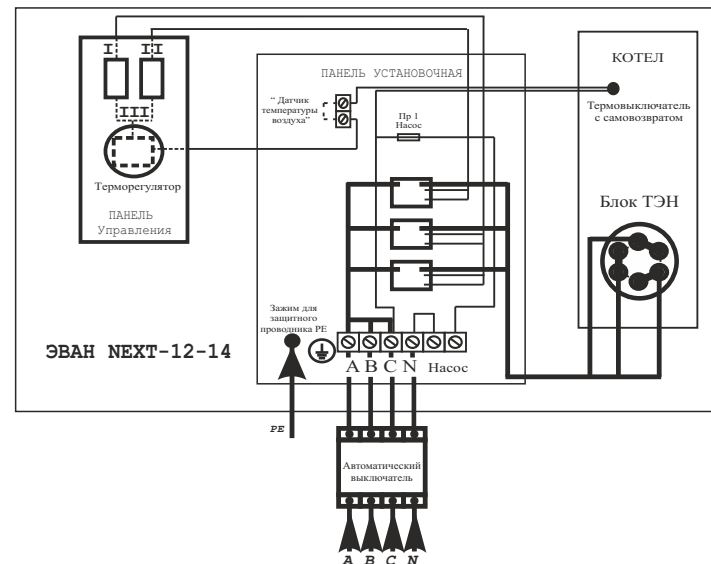 I II
III
Терморегулятор
ПАНЕЛЬ
Управления
ПАНЕЛЬ УСТАНОВОЧНАЯ
“ Датчик
температуры
воздуха”
Пр 1
Насос
КОТЕЛ
Термовыключатель
с самовозвратом
Блок ТЭН
Зажим для
защитного
проводника PE
ЭВАН NEXT-12-14
A B C N Насос
PE
Автоматический
выключатель
A B C N